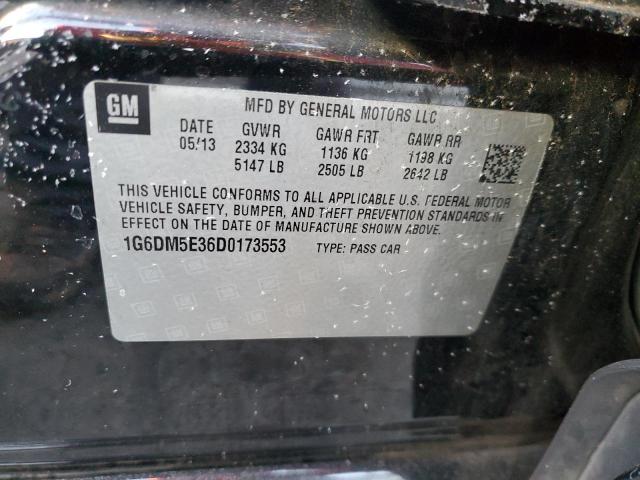 GM
MFD BY GENERAL MOTORS LLC
DATE GVWR GAWR FRT GAWR RR
05/13 2334 KG 1136 KG 1198 KG
5147 LB 2505 LB 2642 LB
THIS VEHICLE CONFORMS TO ALL APPLICABLE U.S. FEDERAL MOTOR
VEHICLE SAFETY, BUMPER, AND THEFT PREVENTION STANDARDS IN
EFFECT ON THE DATE OF MANUFACTURE SHOWN ABOVE.
1G6DM5E36D0173553 TYPE: PASS CAR